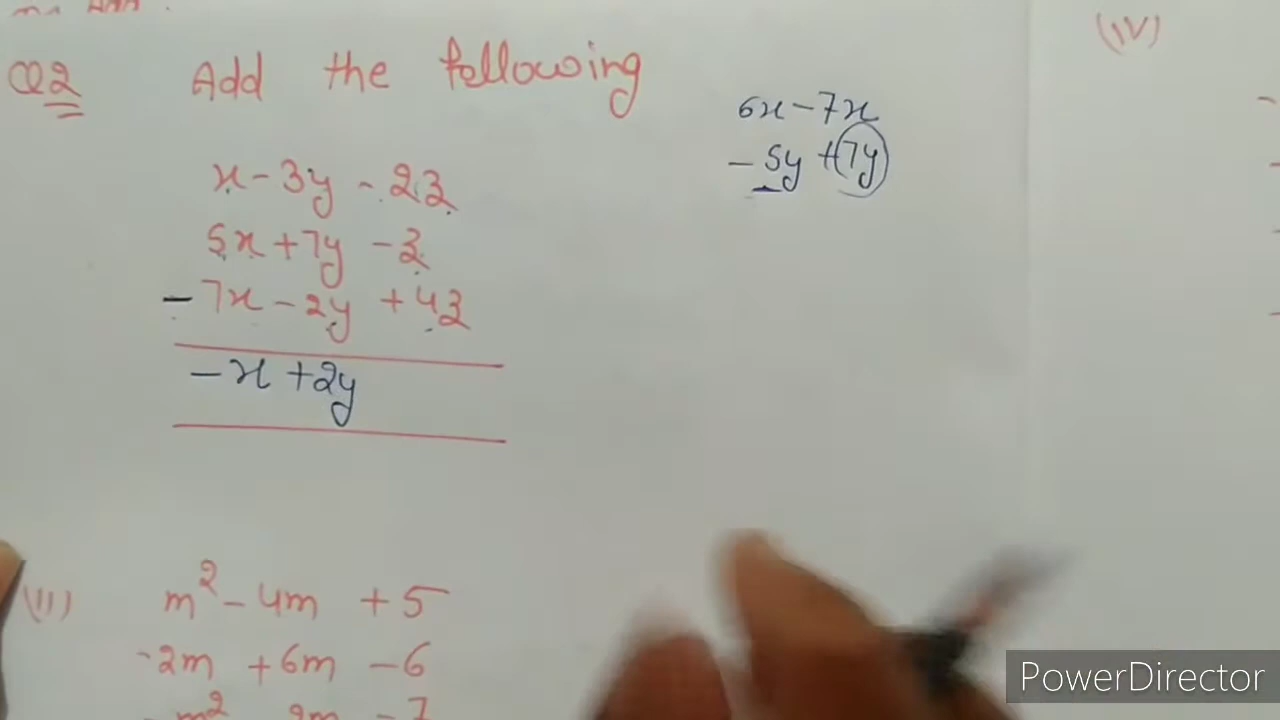 Q2 Add the following
x - 3y - 2z
5x + 7y - z
- 7x - 2y + 4z
- x + 2y
6x - 7x
- 5y + 7y
(IV)
(II) m² - 4m + 5
-2m + 6m - 6
PowerDirector